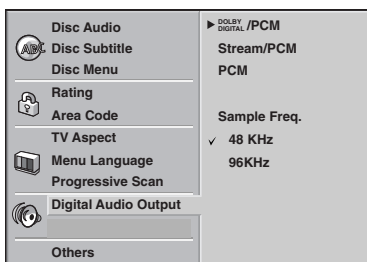 Disc Audio
Disc Subtitle
Disc Menu
Rating
Area Code
TV Aspect
Menu Language
Progressive Scan
Digital Audio Output
Others
DOLBY DIGITAL /PCM
Stream/PCM
PCM
Sample Freq.
✓ 48 KHz
96KHz
ABC